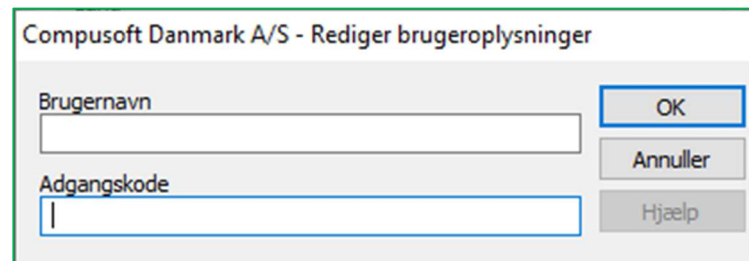 Compusoft Danmark A/S - Rediger brugeroplysninger
Brugernavn
OK
Annuller
Adgangskode
Hjælp